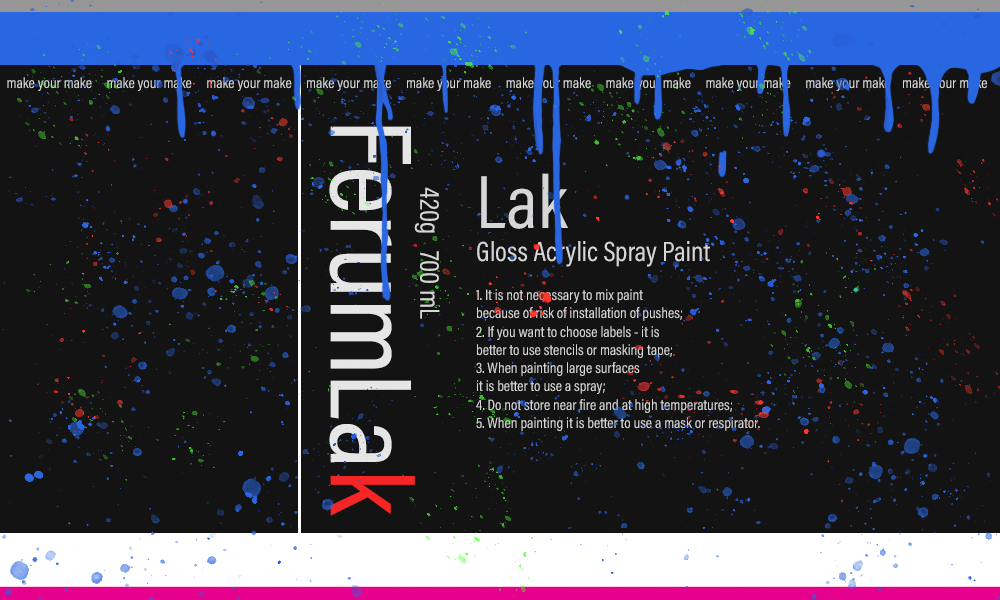 make your make make your make make your make make your make make your make make your make make your make make your make make your make make your make
FerumLak
420g 700 mL
Lak
Gloss Acrylic Spray Paint
1. It is not necessary to mix paint
because of risk of installation of pushes;
2. If you want to choose labels - it is
better to use stencils or masking tape;
3. When painting large surfaces
it is better to use a spray;
4. Do not store near fire and at high temperatures;
5. When painting it is better to use a mask or respirator.